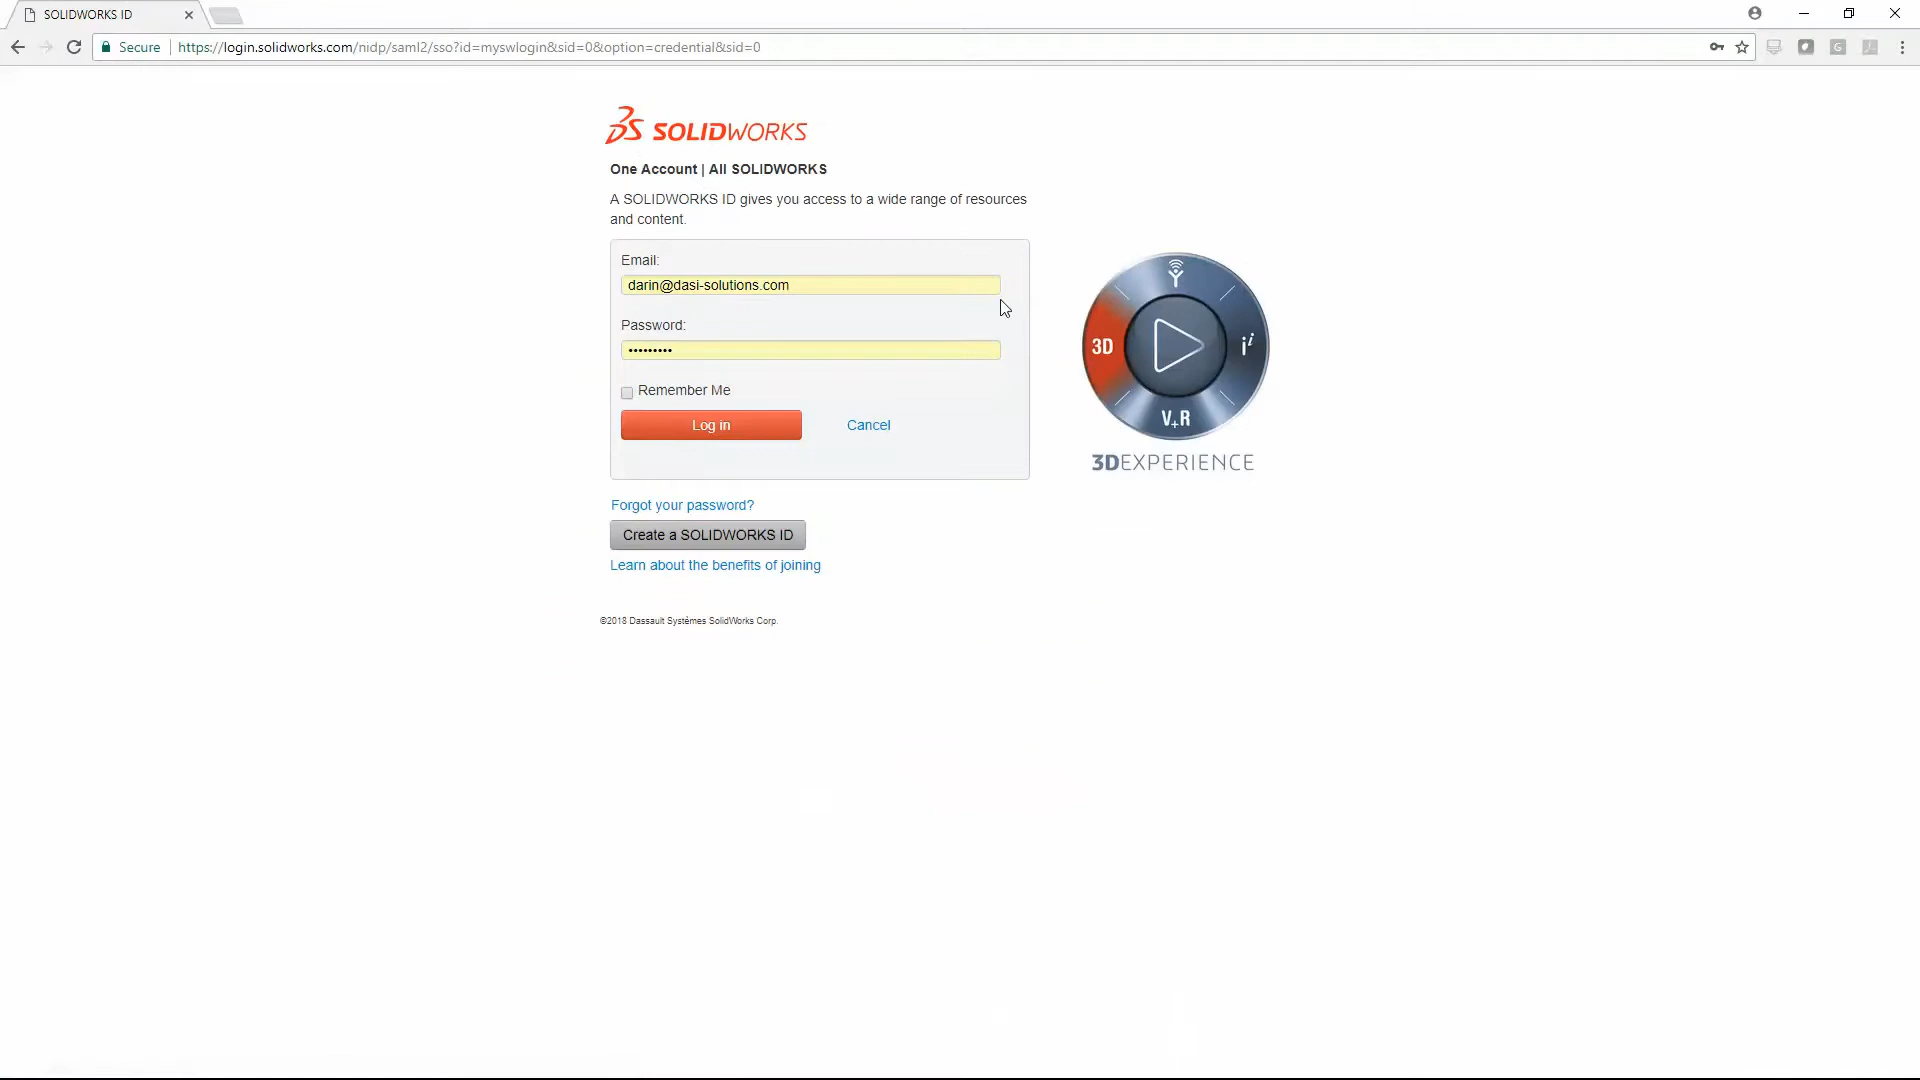 SOLIDWORKS ID
Secure
https://login.solidworks.com/nidp/saml2/sso?id=myswlogin&sid=0&option=credential&sid=0
SOLIDWORKS
One Account | All SOLIDWORKS
A SOLIDWORKS ID gives you access to a wide range of resources
and content.
Email:
darin@dasi-solutions.com
Password:
•••••••••
Remember Me
Log in
Cancel
3D
V+R
3DEXPERIENCE
Forgot your password?
Create a SOLIDWORKS ID
Learn about the benefits of joining
©2018 Dassault Systèmes SolidWorks Corp.